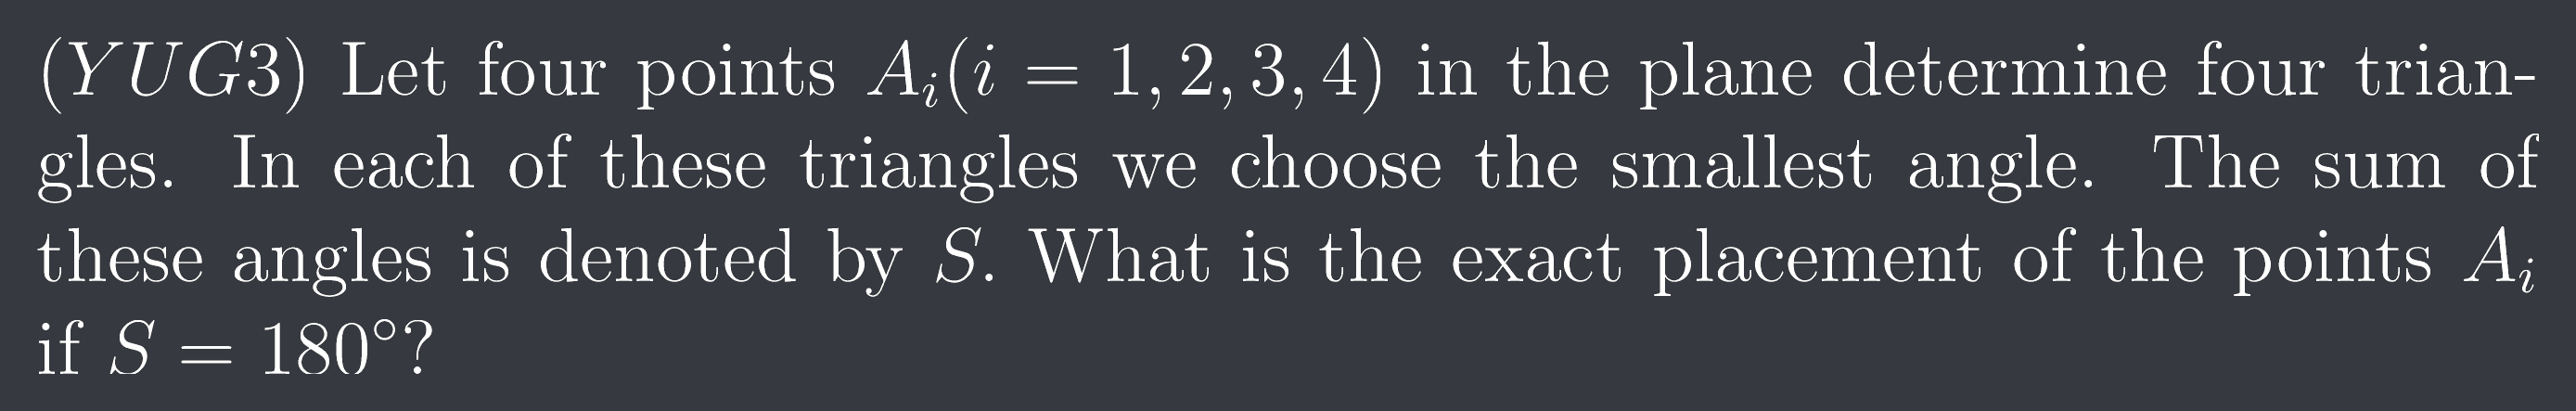 (YUG3) Let four points A_i(i = 1, 2, 3, 4) in the plane determine four trian-
gles. In each of these triangles we choose the smallest angle. The sum of
these angles is denoted by S. What is the exact placement of the points A_i
if S = 180°?